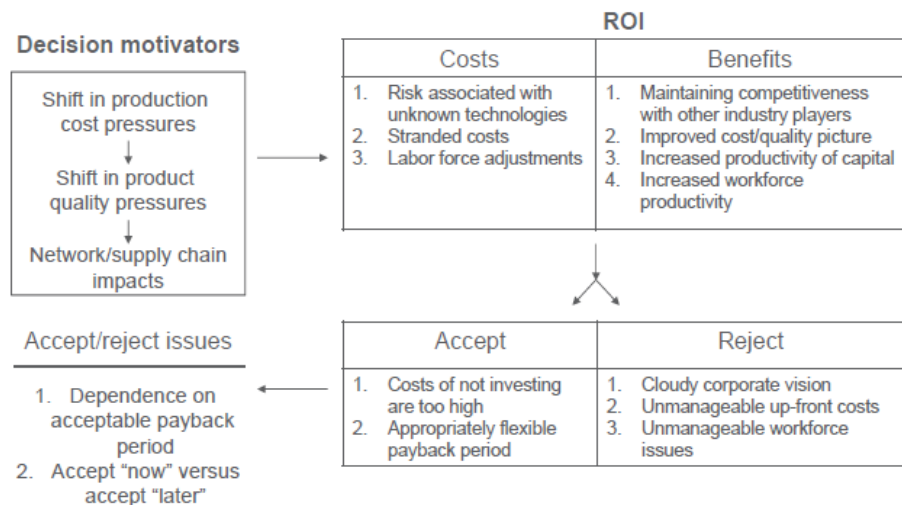 Decision motivators
Shift in production
cost pressures
Shift in product
quality pressures
Network/supply chain
impacts
ROI
Costs
1. Risk associated with
unknown technologies
2. Stranded costs
3. Labor force adjustments
Benefits
1. Maintaining competitiveness
with other industry players
2. Improved cost/quality picture
3. Increased productivity of capital
4. Increased workforce
productivity
Accept
1. Costs of not investing
are too high
2. Appropriately flexible
payback period
Reject
1. Cloudy corporate vision
2. Unmanageable up-front costs
3. Unmanageable workforce
issues
Accept/reject issues
1. Dependence on
acceptable payback
period
2. Accept “now” versus
accept “later”